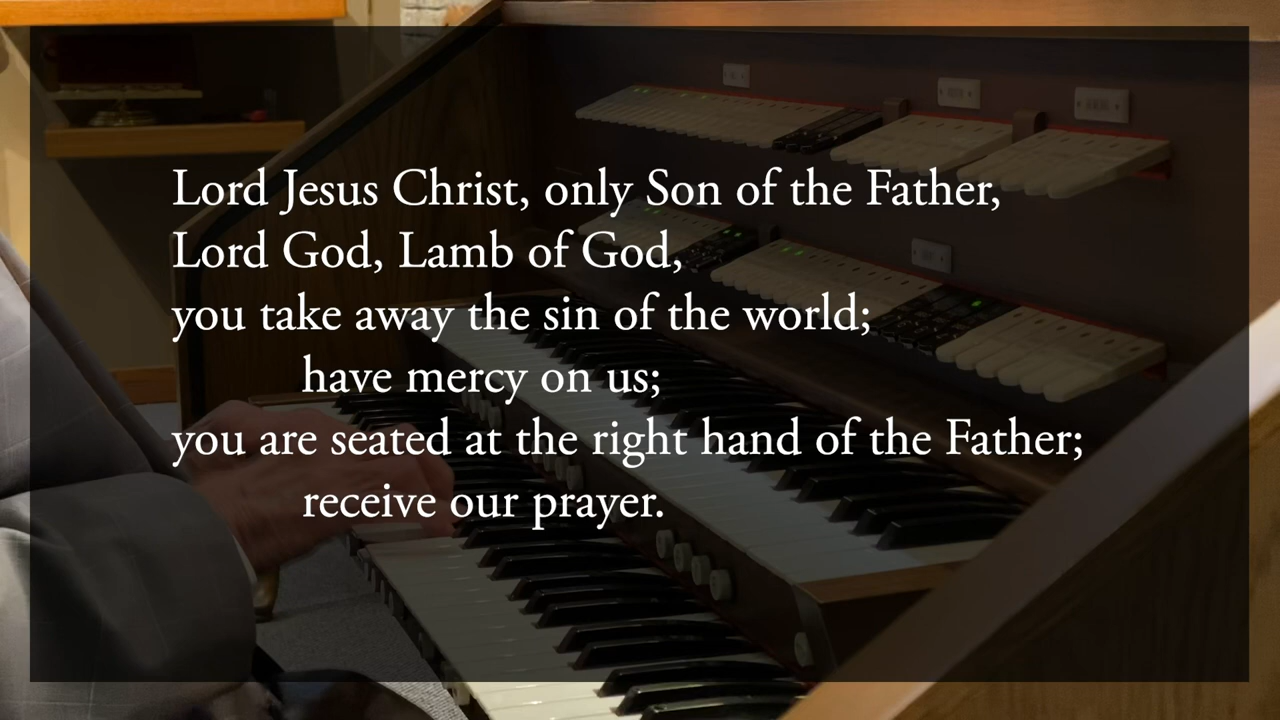 Lord Jesus Christ, only Son of the Father,
Lord God, Lamb of God,
you take away the sin of the world;
have mercy on us;
you are seated at the right hand of the Father;
receive our prayer.